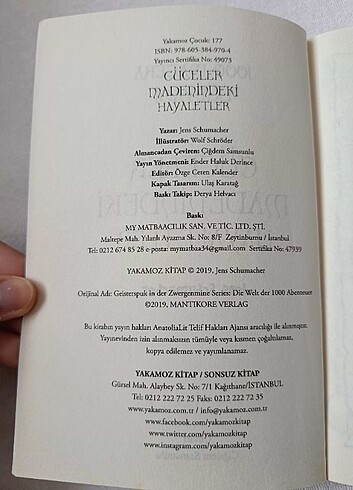 Yakamoz Çocuk: 177
ISBN: 978-605-384-970-4
Yayıncı Sertifika No: 49073
GÜCELER
MADENİNDEKİ
HAYALETLER
Yazar: Jens Schumacher
İllüstratör: Wolf Schröder
Almancadan Çeviren: Çiğdem Samsunlu
Yayın Yönetmeni: Ender Haluk Derince
Editör: Özge Ceren Kalender
Kapak Tasarım: Ulaş Karatağ
Baskı Takip: Derya Helvacı
Baskı
MY MATBAACILIK SAN. VE TİC. LTD. ŞTİ.
Maltepe Mah. Yılanlı Ayazma Sk. No: 8/F Zeytinburnu / İstanbul
Tel: 0212 674 85 28 e-posta: mymatbaa34@gmail.com Sertifika No: 47939
YAKAMOZ KİTAP © 2019, Jens Schumacher
Orijinal Adı: Geisterspuk in der Zwergenmine Series: Die Welt der 1000 Abenteuer
©2019, MANTIKORE VERLAG
Bu kitabın yayın hakları AnatoliaLit Telif Hakları Ajansı aracılığı ile alınmıştır.
Yayınevinden izin alınmaksızın tümüyle veya kısmen çoğaltılamaz,
kopya edilemez ve yayımlanamaz.
YAKAMOZ KİTAP / SONSUZ KİTAP
Gürsel Mah. Alaybey Sk. No: 7/1 Kağıthane/İSTANBUL
Tel: 0212 222 72 25 Faks: 0212 222 72 35
www.yakamoz.com.tr / info@yakamoz.com.tr
www.facebook.com/yakamozkitap
www.twitter.com/yakamozkitap
www.instagram.com/yakamozkitap